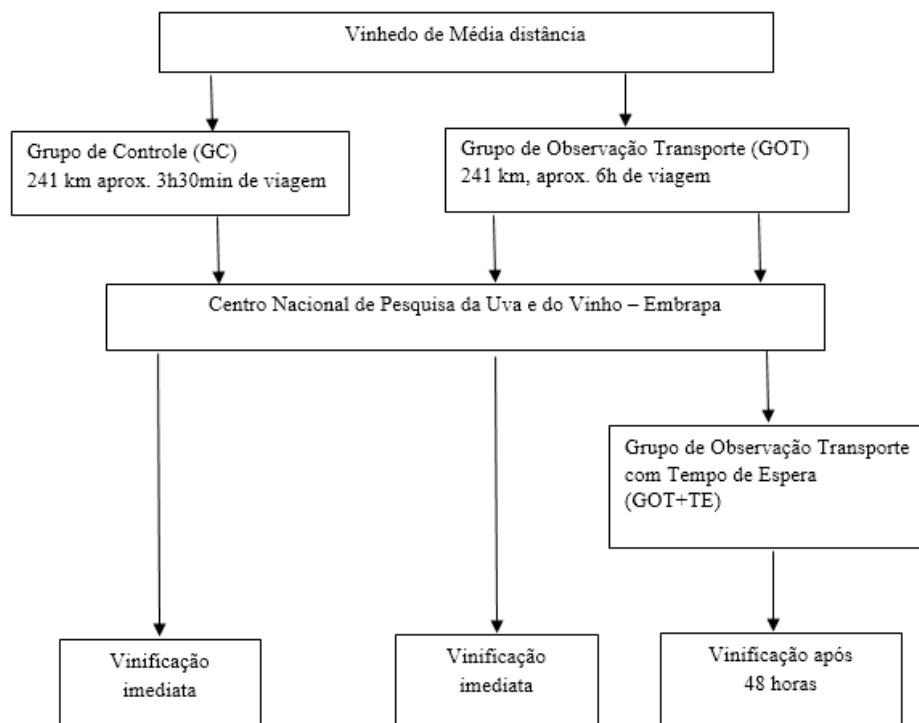 Vinhedo de Média distância
Grupo de Controle (GC)
241 km aprox. 3h30min de viagem
Grupo de Observação Transporte (GOT)
241 km, aprox. 6h de viagem
Centro Nacional de Pesquisa da Uva e do Vinho – Embrapa
Grupo de Observação Transporte
com Tempo de Espera
(GOT+TE)
Vinificação
imediata
Vinificação
imediata
Vinificação após
48 horas